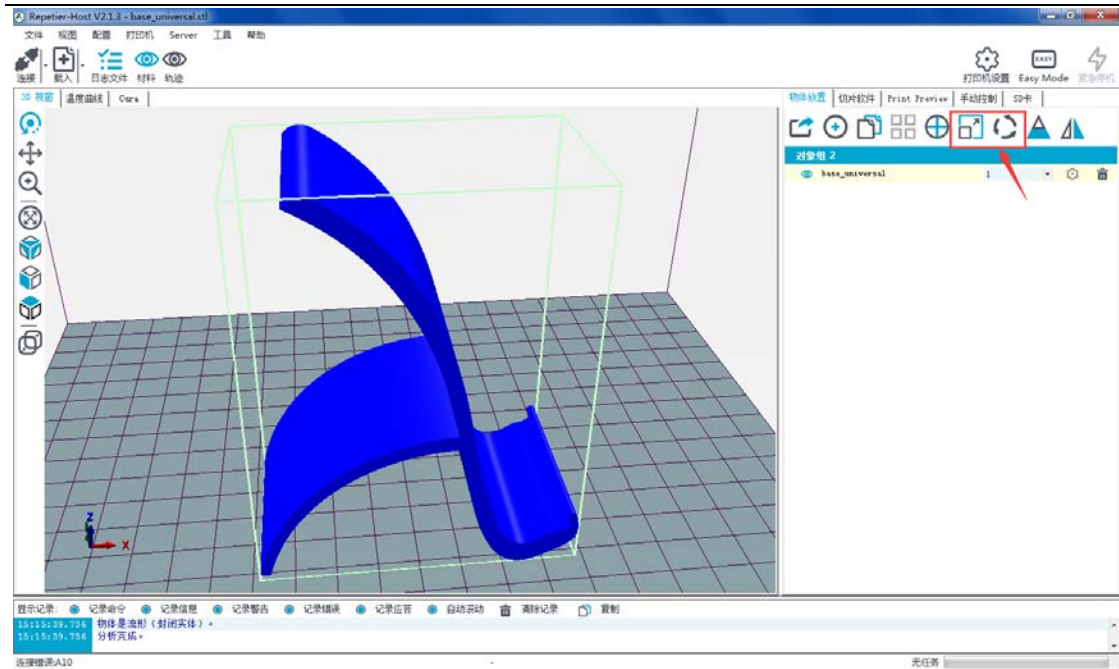 Repetier-Host V2.1.3 - base_universal.stl
文件 视图 配置 打印机 Server 工具 帮助
连接 载入 日志文件 材料 轨迹
打印机设置 Easy Mode 紧急停机
EASY
3D 视窗 温度曲线 Cura
物体放置 切片软件 Print Preview 手动控制 SD卡
对象组 2
base_universal 1
Z
X
显示记录: 记录命令 记录信息 记录警告 记录错误 记录应答 自动滚动 清除记录 复制
15:15:39.736 物体是流形(封闭实体)。
15:15:39.736 分析完成。
连接错误:A10 - 无任务